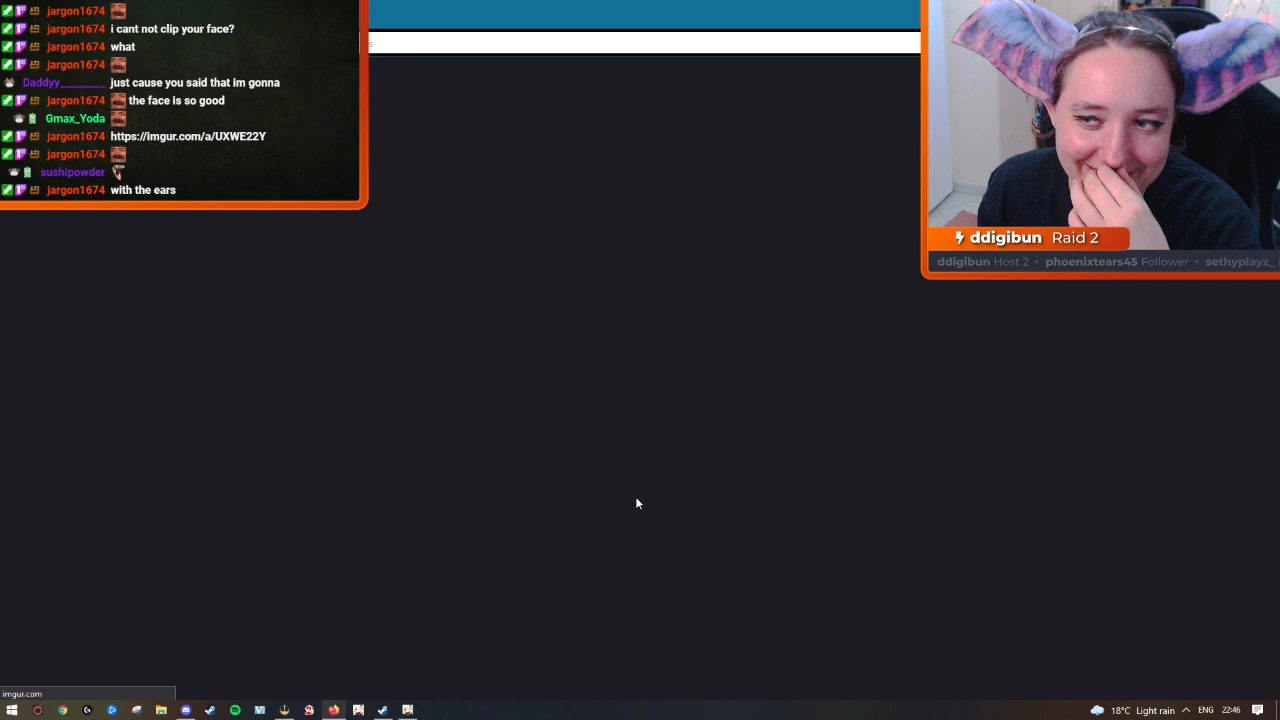 jargon1674
jargon1674 i cant not clip your face?
jargon1674 what
jargon1674
Daddyy________ just cause you said that im gonna
jargon1674 the face is so good
Gmax_Yoda
jargon1674 https://imgur.com/a/UXWE22Y
jargon1674
sushipowder
jargon1674 with the ears
s
ddigibun Raid 2
ddigibun Host 2 • phoenixtears45 Follower • sethyplayz_
imgur.com
18°C Light rain ENG 22:46